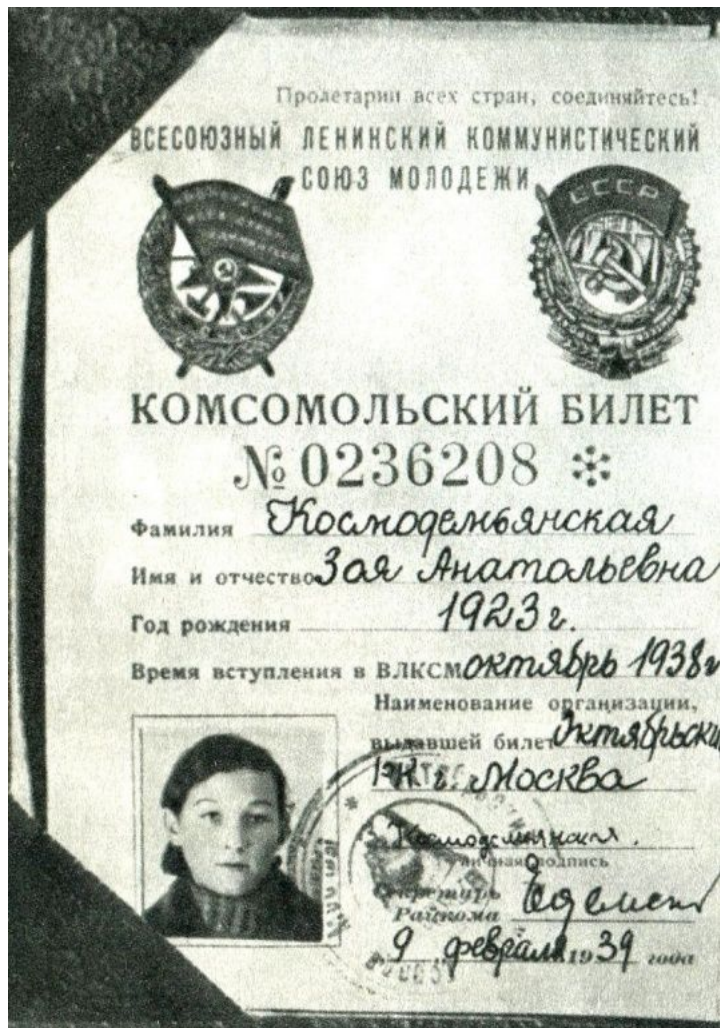 Пролетарии всех стран, соединяйтесь!
ВСЕСОЮЗНЫЙ ЛЕНИНСКИЙ КОММУНИСТИЧЕСКИЙ
СОЮЗ МОЛОДЕЖИ
СССР
КОМСОМОЛЬСКИЙ БИЛЕТ
№ 0236208
Фамилия Космодемьянская
Имя и отчество Зоя Анатольевна
Год рождения 1923 г.
Время вступления в ВЛКСМ октябрь 1938 г
Наименование организации,
выдавшей билет Октябрьский
РК г. Москва
Космодемьянская.
личная подпись
Секретарь
Райкома
9 февраля 1939 года